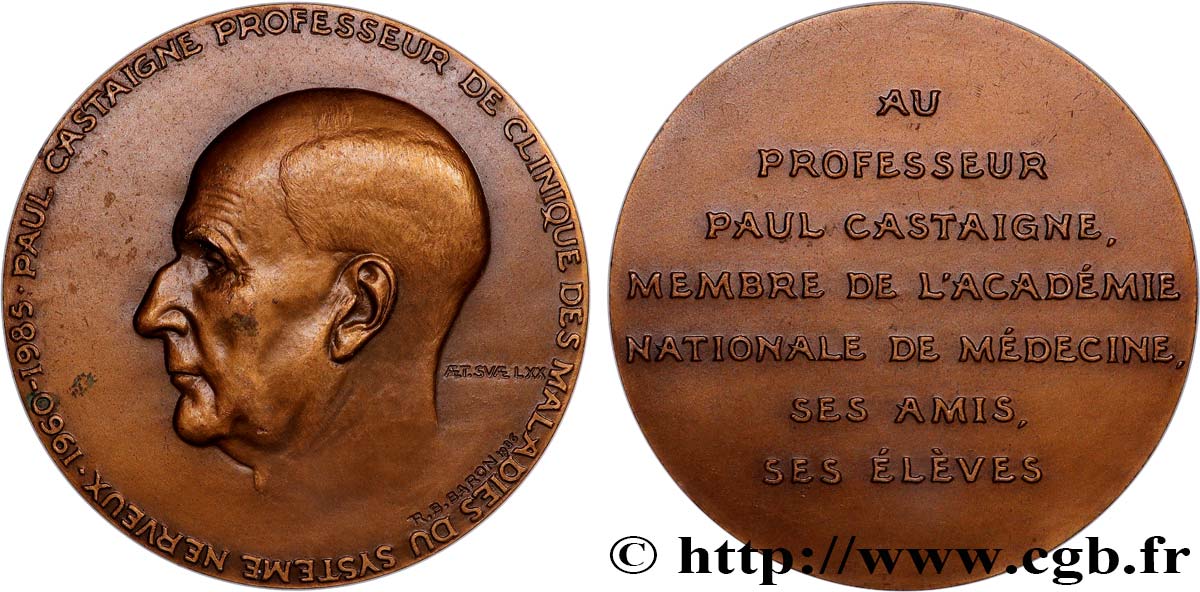 PAUL CASTAIGNE PROFESSEUR DE CLINIQUE DES MALADIES DU SYSTEME NERVEUX · 1960-1985 ·
ÆT. SVÆ LXX
R.B. BARON 1986
AU
PROFESSEUR
PAUL CASTAIGNE,
MEMBRE DE L'ACADÉMIE
NATIONALE DE MÉDECINE,
SES AMIS,
SES ÉLÈVES
© http://www.cgb.fr